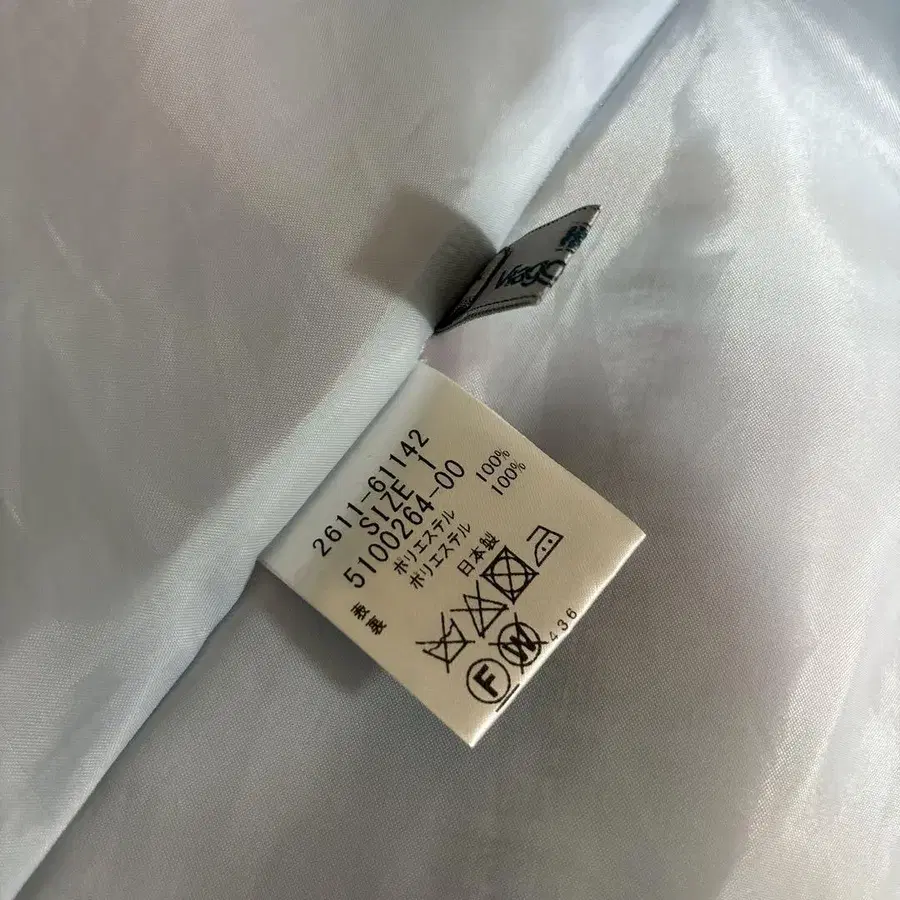 viago
2611-61142
SIZE 1
5100264-00
表 ポリエステル 100%
裏 ポリエステル 100%
日本製
F W
436